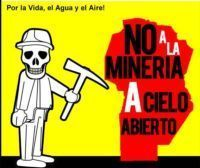 Por la Vida, el Agua y el Aire!
NO A LA
MINERIA
A CIELO
ABIERTO